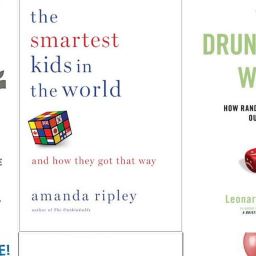 the
smartest
kids in
the world
and how they got that way
amanda ripley
author of The Unthinkable
DRUN
W
HOW RAND
OU
Leonar
E!